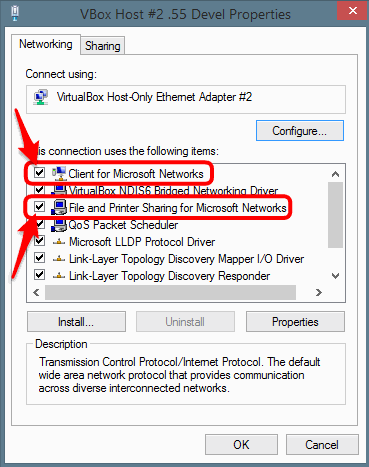 VBox Host #2 .55 Devel Properties
Networking Sharing
Connect using:
VirtualBox Host-Only Ethernet Adapter #2
Configure...
This connection uses the following items:
Client for Microsoft Networks
VirtualBox NDIS6 Bridged Networking Driver
File and Printer Sharing for Microsoft Networks
QoS Packet Scheduler
Microsoft LLDP Protocol Driver
Link-Layer Topology Discovery Mapper I/O Driver
Link-Layer Topology Discovery Responder
Install... Uninstall Properties
Description
Transmission Control Protocol/Internet Protocol. The default
wide area network protocol that provides communication
across diverse interconnected networks.
OK Cancel